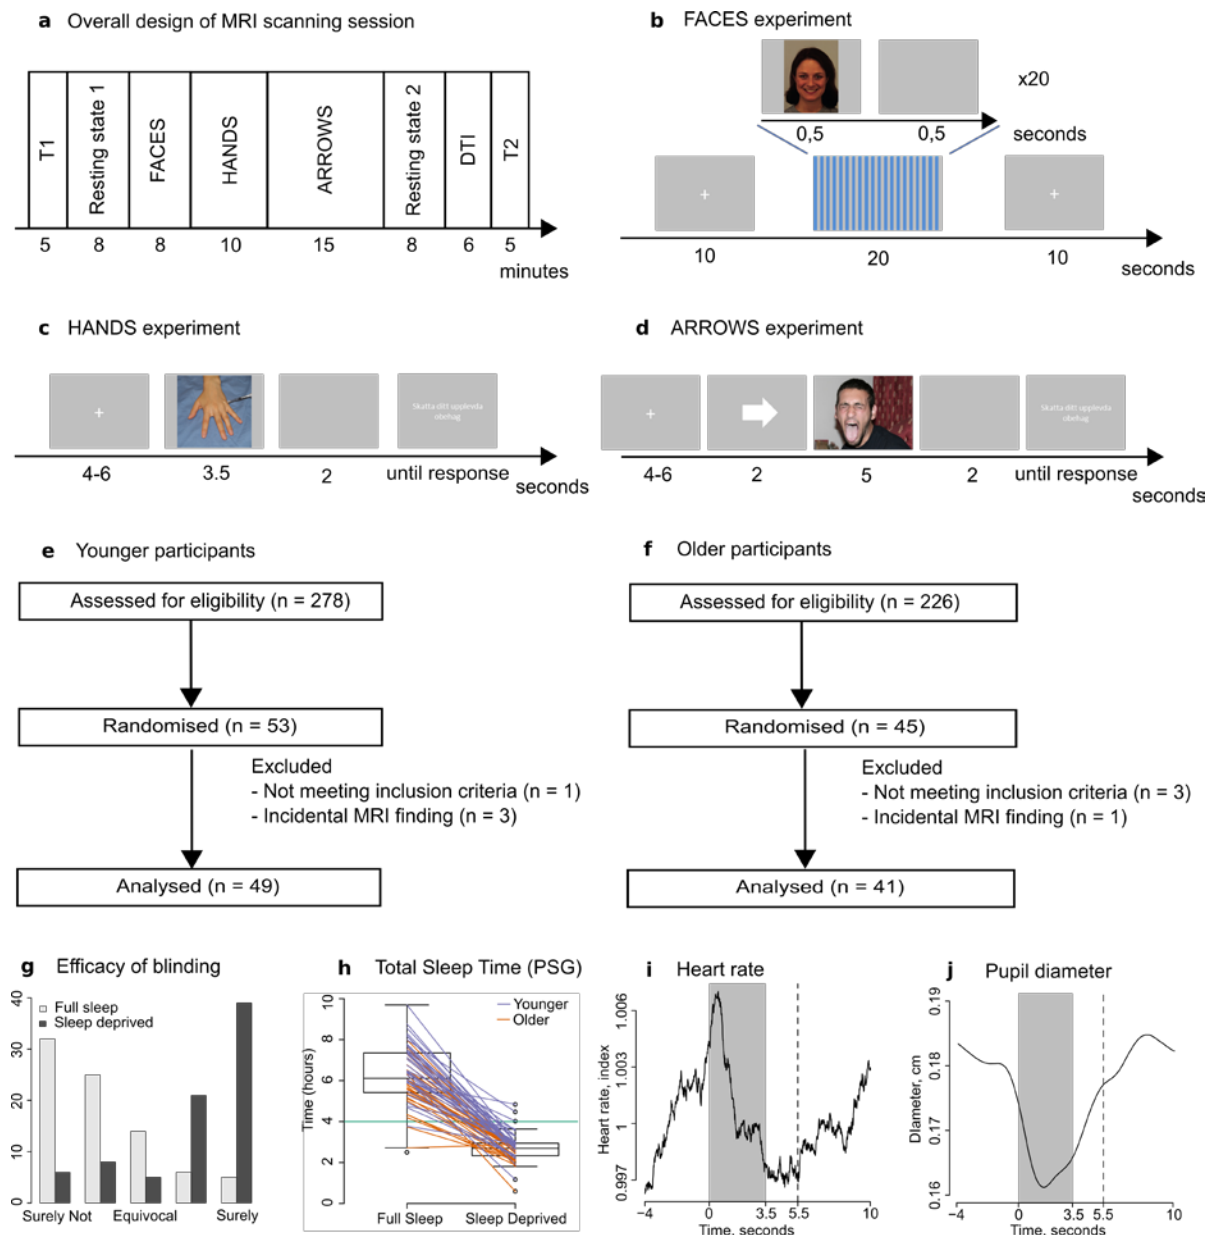 a Overall design of MRI scanning session
T1
Resting state 1
FACES
HANDS
ARROWS
Resting state 2
DTI
T2
5 8 8 10 15 8 6 5
minutes
b FACES experiment
x20
0,5 0,5
seconds
+ +
10 20 10
seconds
c HANDS experiment
+
Skatta ditt upplevda
obehag
4-6 3.5 2 until response
seconds
d ARROWS experiment
+
Skatta ditt upplevda
obehag
4-6 2 5 2 until response
seconds
e Younger participants
Assessed for eligibility (n = 278)
Randomised (n = 53)
Excluded
- Not meeting inclusion criteria (n = 1)
- Incidental MRI finding (n = 3)
Analysed (n = 49)
f Older participants
Assessed for eligibility (n = 226)
Randomised (n = 45)
Excluded
- Not meeting inclusion criteria (n = 3)
- Incidental MRI finding (n = 1)
Analysed (n = 41)
g Efficacy of blinding
40
30
20
10
0
Full sleep
Sleep deprived
Surely Not Equivocal Surely
h Total Sleep Time (PSG)
Time (hours)
10
8
6
4
2
0
Younger
Older
Full Sleep Sleep Deprived
i Heart rate
Heart rate, index
1.006
1.003
1
0.997
-4 0 3.5 5.5 10
Time, seconds
j Pupil diameter
Diameter, cm
0.19
0.18
0.17
0.16
-4 0 3.5 5.5 10
Time, seconds